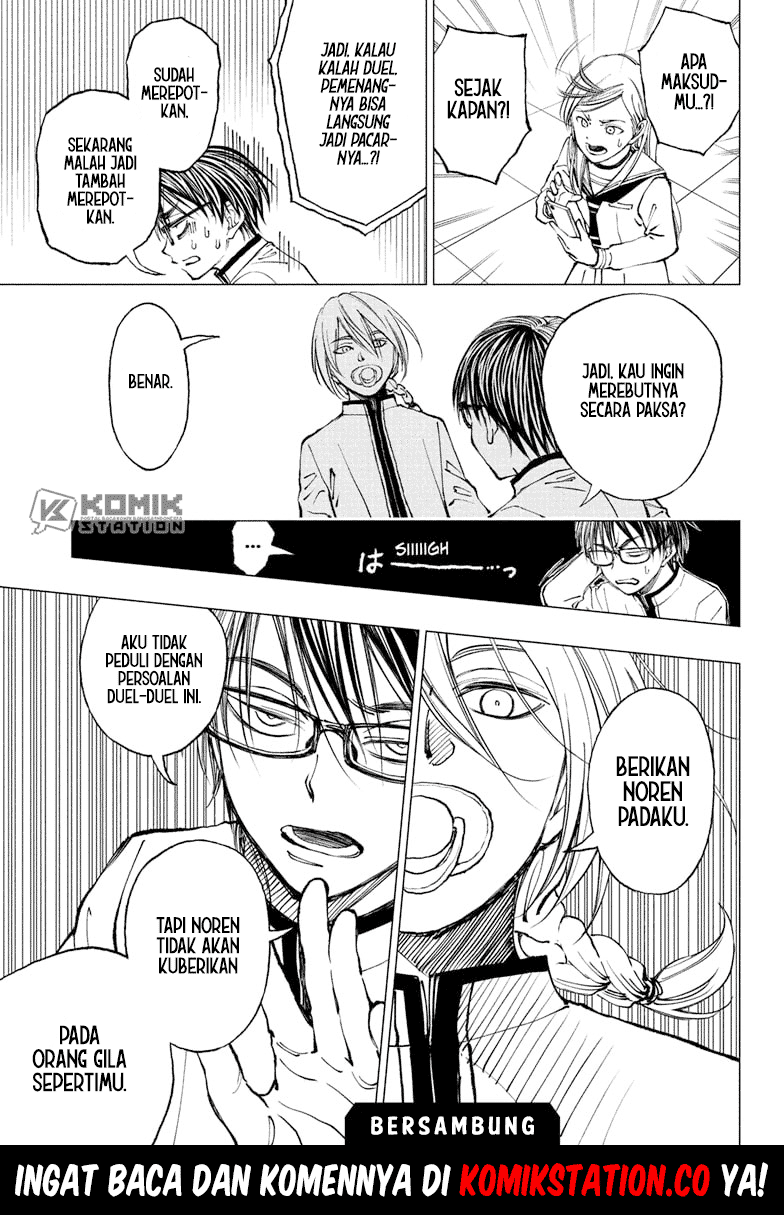 APA
MAKSUD-
MU...?!
SEJAK
KAPAN?!
JADI, KALAU
KALAH DUEL,
PEMENANG-
NYA BISA
LANGSUNG
JADI PACAR-
NYA...?!
SUDAH
MEREPOT-
KAN.
SEKARANG
MALAH JADI
TAMBAH
MEREPOT-
KAN.
JADI, KAU INGIN
MEREBUTNYA
SECARA PAKSA?
BENAR.
KOMIK
STATION
SIIIIIGH
は――…っ
...
BERIKAN
NOREN
PADAKU.
AKU TIDAK
PEDULI DENGAN
PERSOALAN
DUEL-DUEL INI.
TAPI NOREN
TIDAK AKAN
KUBERIKAN
PADA
ORANG GILA
SEPERTIMU.
BERSAMBUNG
INGAT BACA DAN KOMENNYA DI KOMIKSTATION.CO YA!